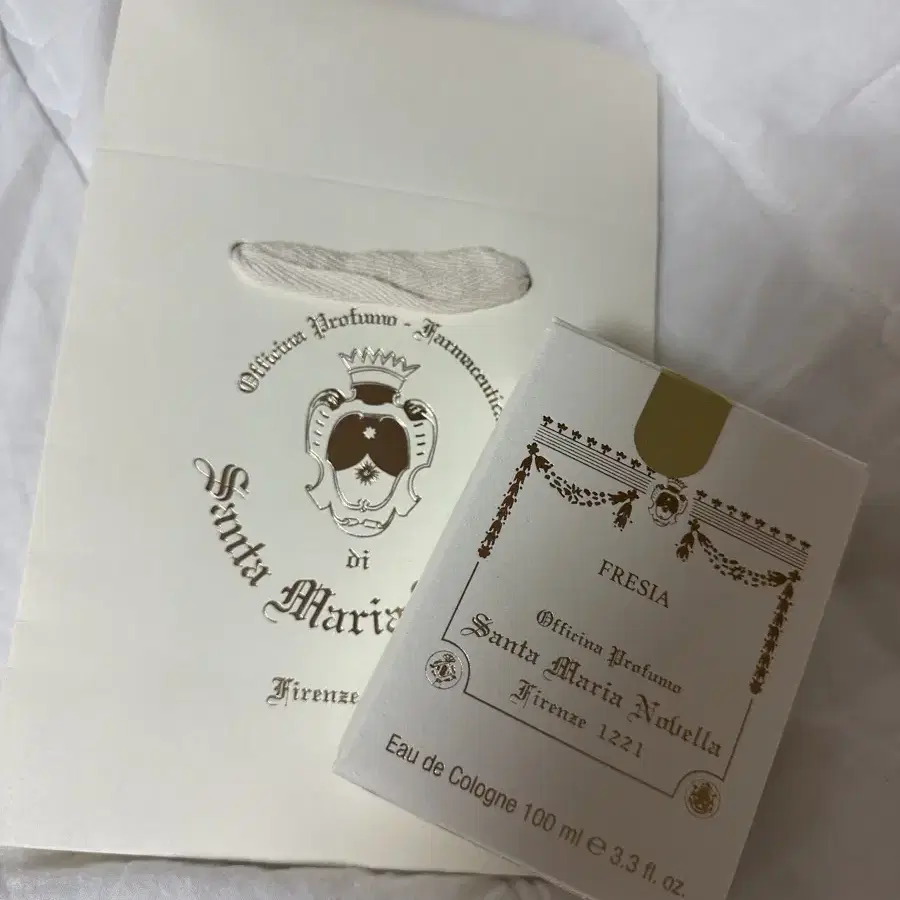 Officina Profumo - Farmaceutic
di
Santa Maria
Firenze
FRESIA
Officina Profumo
Santa Maria Novella
Firenze 1221
Eau de Cologne 100 ml e 3.3 fl. oz.